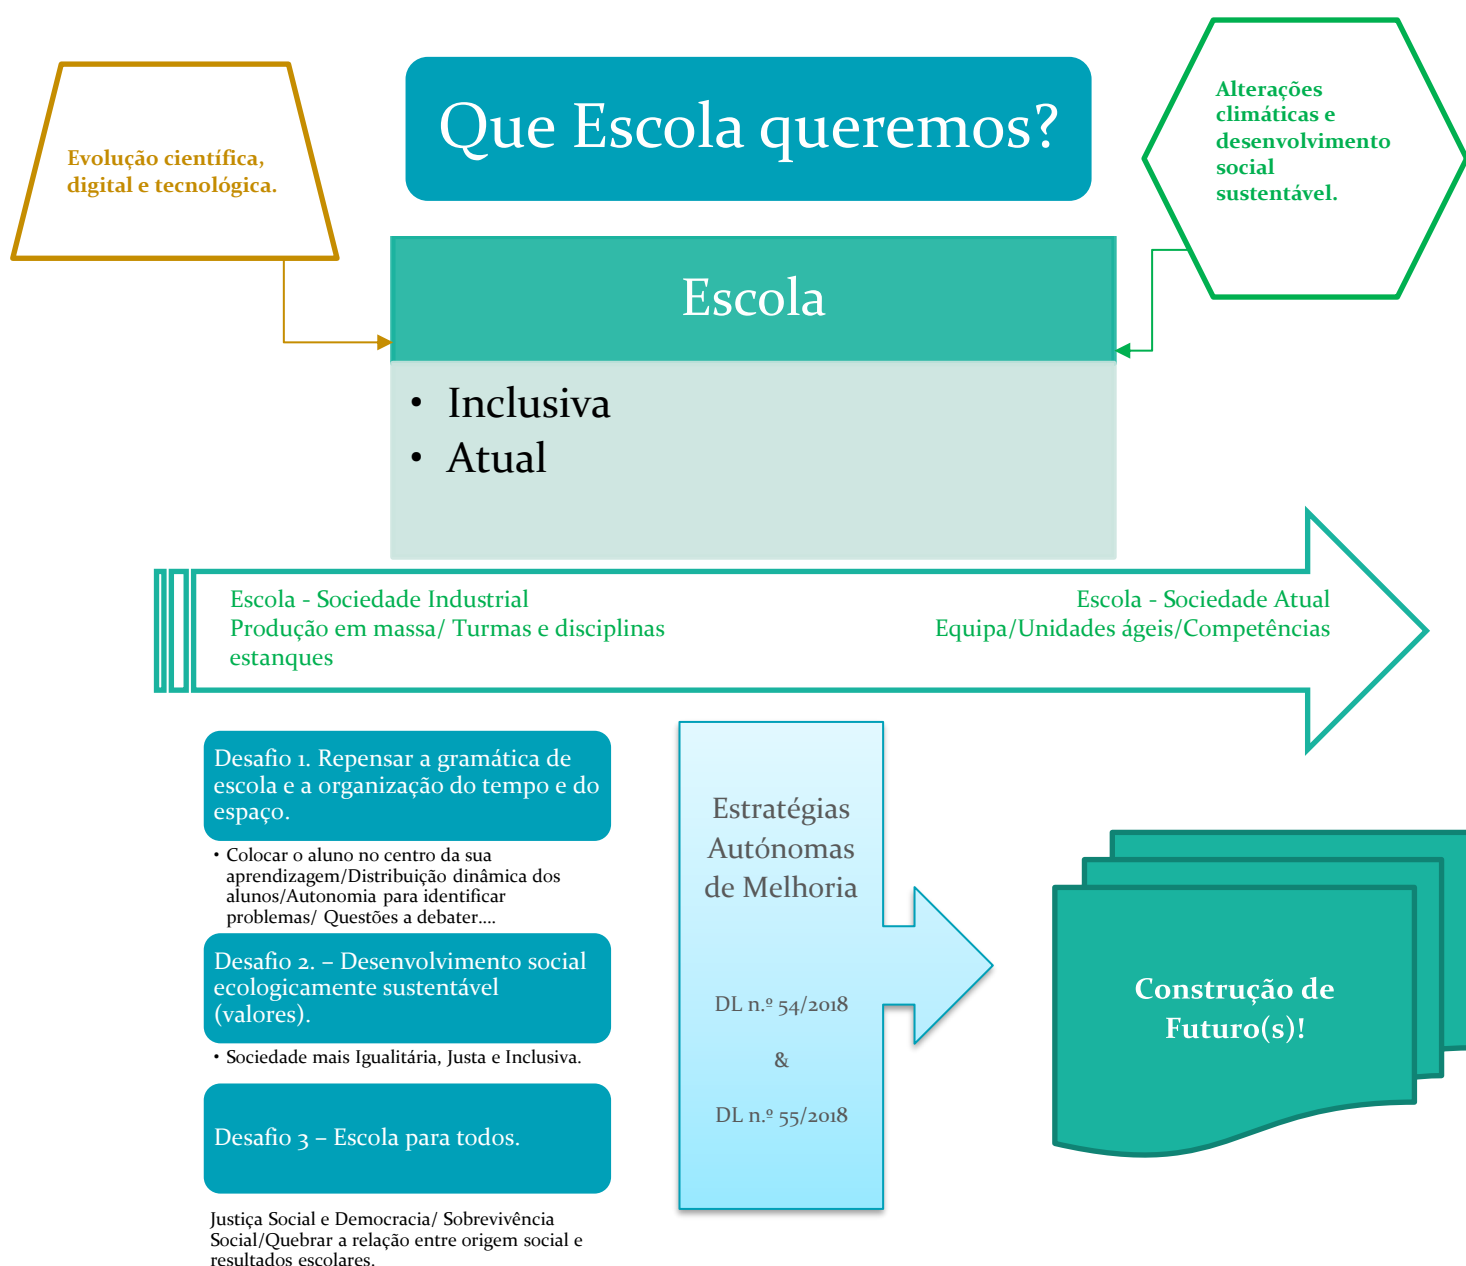 Que Escola queremos?
Evolução científica,
digital e tecnológica.
Alterações
climáticas e
desenvolvimento
social
sustentável.
Escola
• Inclusiva
• Atual
Escola - Sociedade Industrial
Produção em massa/ Turmas e disciplinas
estanques
Escola - Sociedade Atual
Equipa/Unidades ágeis/Competências
Desafio 1. Repensar a gramática de
escola e a organização do tempo e do
espaço.
• Colocar o aluno no centro da sua
aprendizagem/Distribuição dinâmica dos
alunos/Autonomia para identificar
problemas/ Questões a debater....
Desafio 2. – Desenvolvimento social
ecologicamente sustentável
(valores).
• Sociedade mais Igualitária, Justa e Inclusiva.
Desafio 3 – Escola para todos.
Justiça Social e Democracia/ Sobrevivência
Social/Quebrar a relação entre origem social e
resultados escolares.
Estratégias
Autónomas
de Melhoria
DL n.º 54/2018
&
DL n.º 55/2018
Construção de
Futuro(s)!